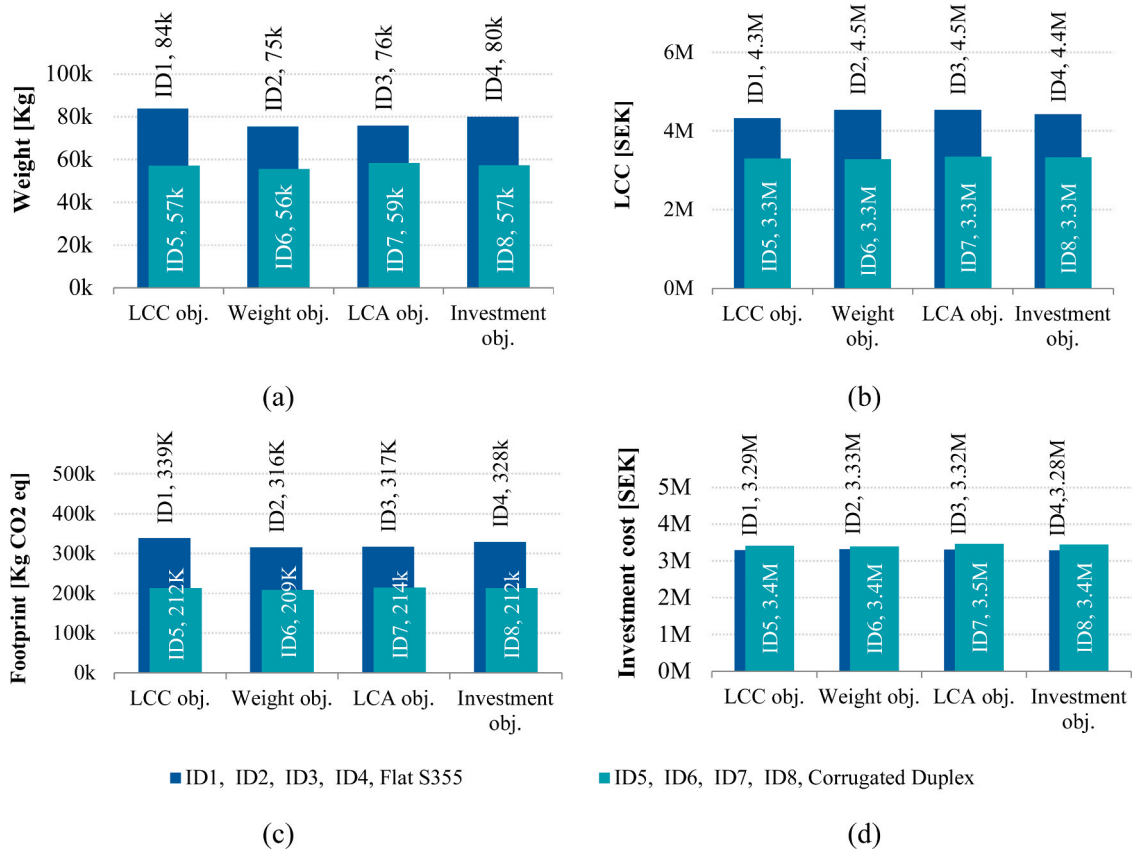 Weight [Kg]
100k
80k
60k
40k
20k
0k
ID1, 84k
ID2, 75k
ID3, 76k
ID4, 80k
ID5, 57k
ID6, 56k
ID7, 59k
ID8, 57k
LCC obj.
Weight obj.
LCA obj.
Investment
obj.
(a)
LCC [SEK]
6M
4M
2M
0M
ID1, 4.3M
ID2, 4.5M
ID3, 4.5M
ID4, 4.4M
ID5, 3.3M
ID6, 3.3M
ID7, 3.3M
ID8, 3.3M
LCC obj.
Weight
obj.
LCA obj.
Investment
obj.
(b)
Footprint [Kg CO2 eq]
500k
400k
300k
200k
100k
0k
ID1, 339K
ID2, 316K
ID3, 317K
ID4, 328k
ID5, 212K
ID6, 209K
ID7, 214k
ID8, 212k
LCC obj.
Weight obj.
LCA obj.
Investment
obj.
Investment cost [SEK]
5M
4M
3M
2M
1M
0M
ID1, 3.29M
ID2, 3.33M
ID3, 3.32M
ID4,3.28M
ID5, 3.4M
ID6, 3.4M
ID7, 3.5M
ID8, 3.4M
LCC obj.
Weight obj.
LCA obj.
Investment
obj.
ID1, ID2, ID3, ID4, Flat S355
ID5, ID6, ID7, ID8, Corrugated Duplex
(c)
(d)